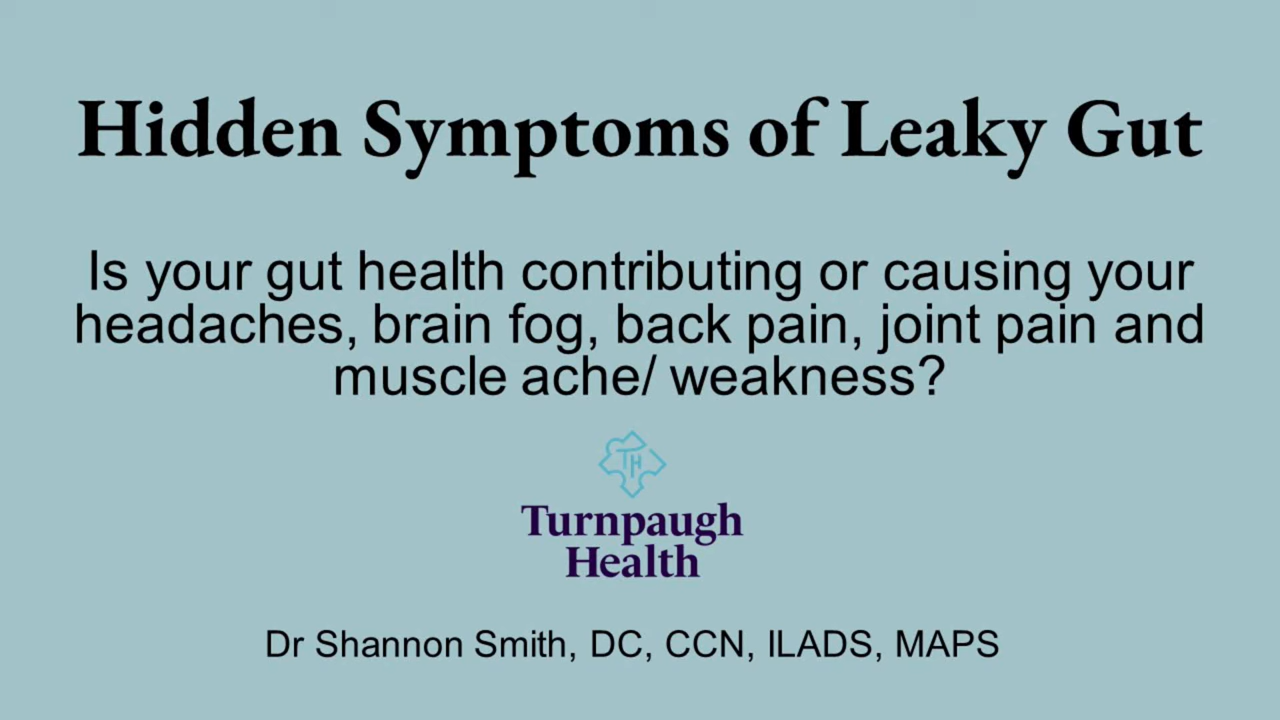 Hidden Symptoms of Leaky Gut
Is your gut health contributing or causing your
headaches, brain fog, back pain, joint pain and
muscle ache/ weakness?
TH
Turnpaugh
Health
Dr Shannon Smith, DC, CCN, ILADS, MAPS